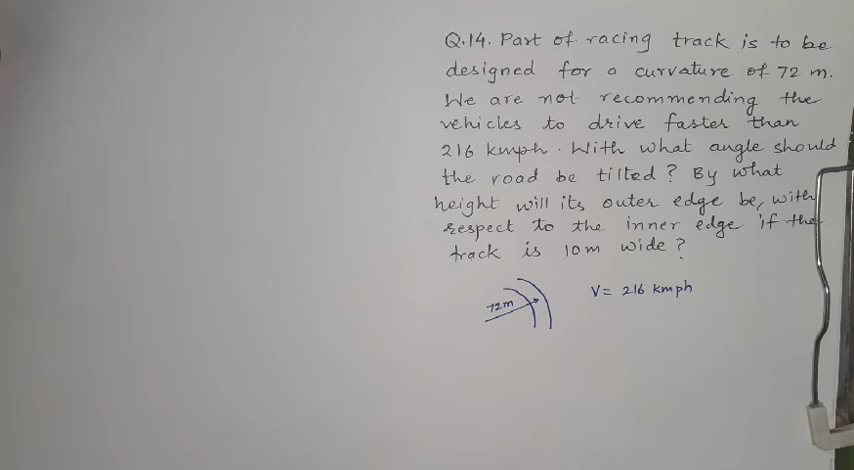 Q.14. Part of racing track is to be
designed for a curvature of 72 m.
We are not recommending the
vehicles to drive faster than
216 kmph. With what angle should
the road be tilted? By what
height will its outer edge be, with
respect to the inner edge if the
track is 10m wide?
72m
V= 216 kmph